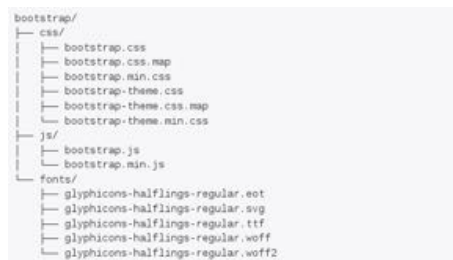 bootstrap/
├── css/
│   ├── bootstrap.css
│   ├── bootstrap.css.map
│   ├── bootstrap.min.css
│   ├── bootstrap-theme.css
│   ├── bootstrap-theme.css.map
│   └── bootstrap-theme.min.css
├── js/
│   ├── bootstrap.js
│   └── bootstrap.min.js
└── fonts/
    ├── glyphicons-halflings-regular.eot
    ├── glyphicons-halflings-regular.svg
    ├── glyphicons-halflings-regular.ttf
    ├── glyphicons-halflings-regular.woff
    └── glyphicons-halflings-regular.woff2